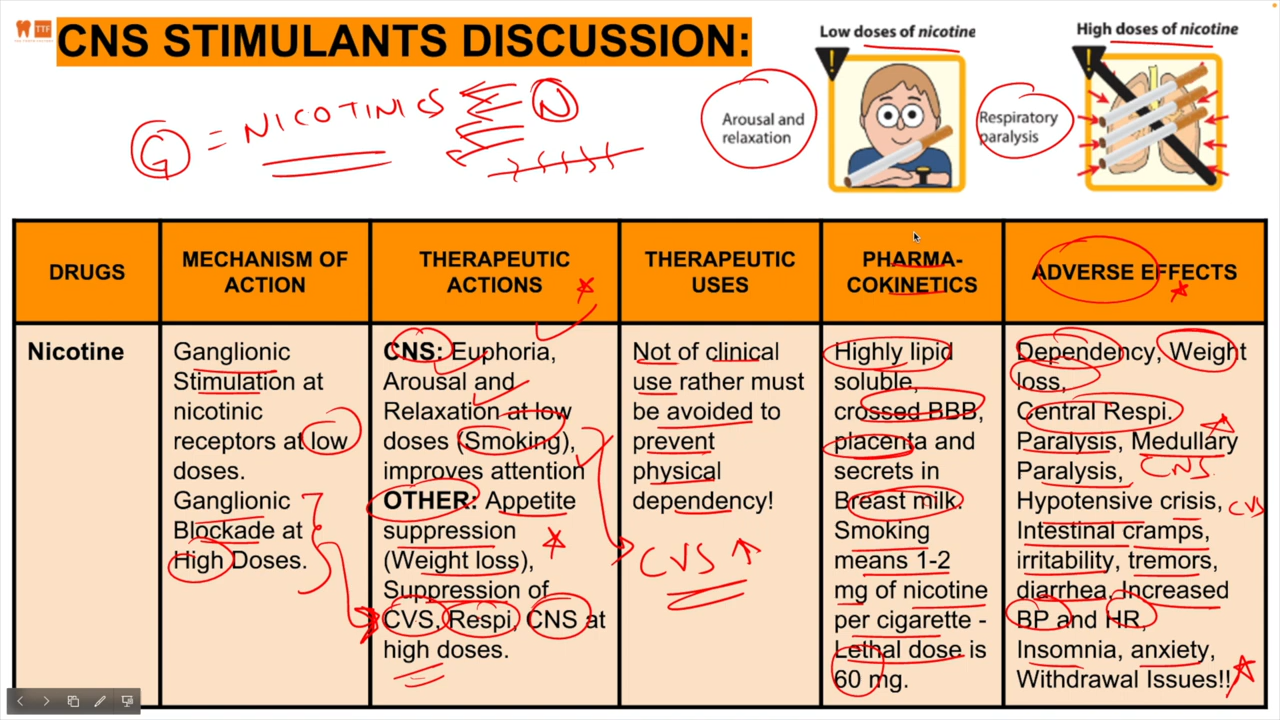 TTF
CNS STIMULANTS DISCUSSION:
G = NICOTINICS N
Low doses of nicotine
Arousal and
relaxation
High doses of nicotine
Respiratory
paralysis
DRUGS
MECHANISM OF
ACTION
THERAPEUTIC
ACTIONS
THERAPEUTIC
USES
PHARMA-
COKINETICS
ADVERSE EFFECTS
Nicotine
Ganglionic
Stimulation at
nicotinic
receptors at low
doses.
Ganglionic
Blockade at
High Doses.
CNS: Euphoria,
Arousal and
Relaxation at low
doses (Smoking),
improves attention
OTHER: Appetite
suppression
(Weight loss),
Suppression of
CVS, Respi, CNS at
high doses.
Not of clinical
use rather must
be avoided to
prevent
physical
dependency!
CVS ↑
Highly lipid
soluble,
crossed BBB,
placenta and
secrets in
Breast milk.
Smoking
means 1-2
mg of nicotine
per cigarette -
Lethal dose is
60 mg.
Dependency, Weight
loss,
Central Respi.
Paralysis, Medullary
Paralysis, CNS
Hypotensive crisis, CVS
Intestinal cramps,
irritability, tremors,
diarrhea, Increased
BP and HR,
Insomnia, anxiety,
Withdrawal Issues!!